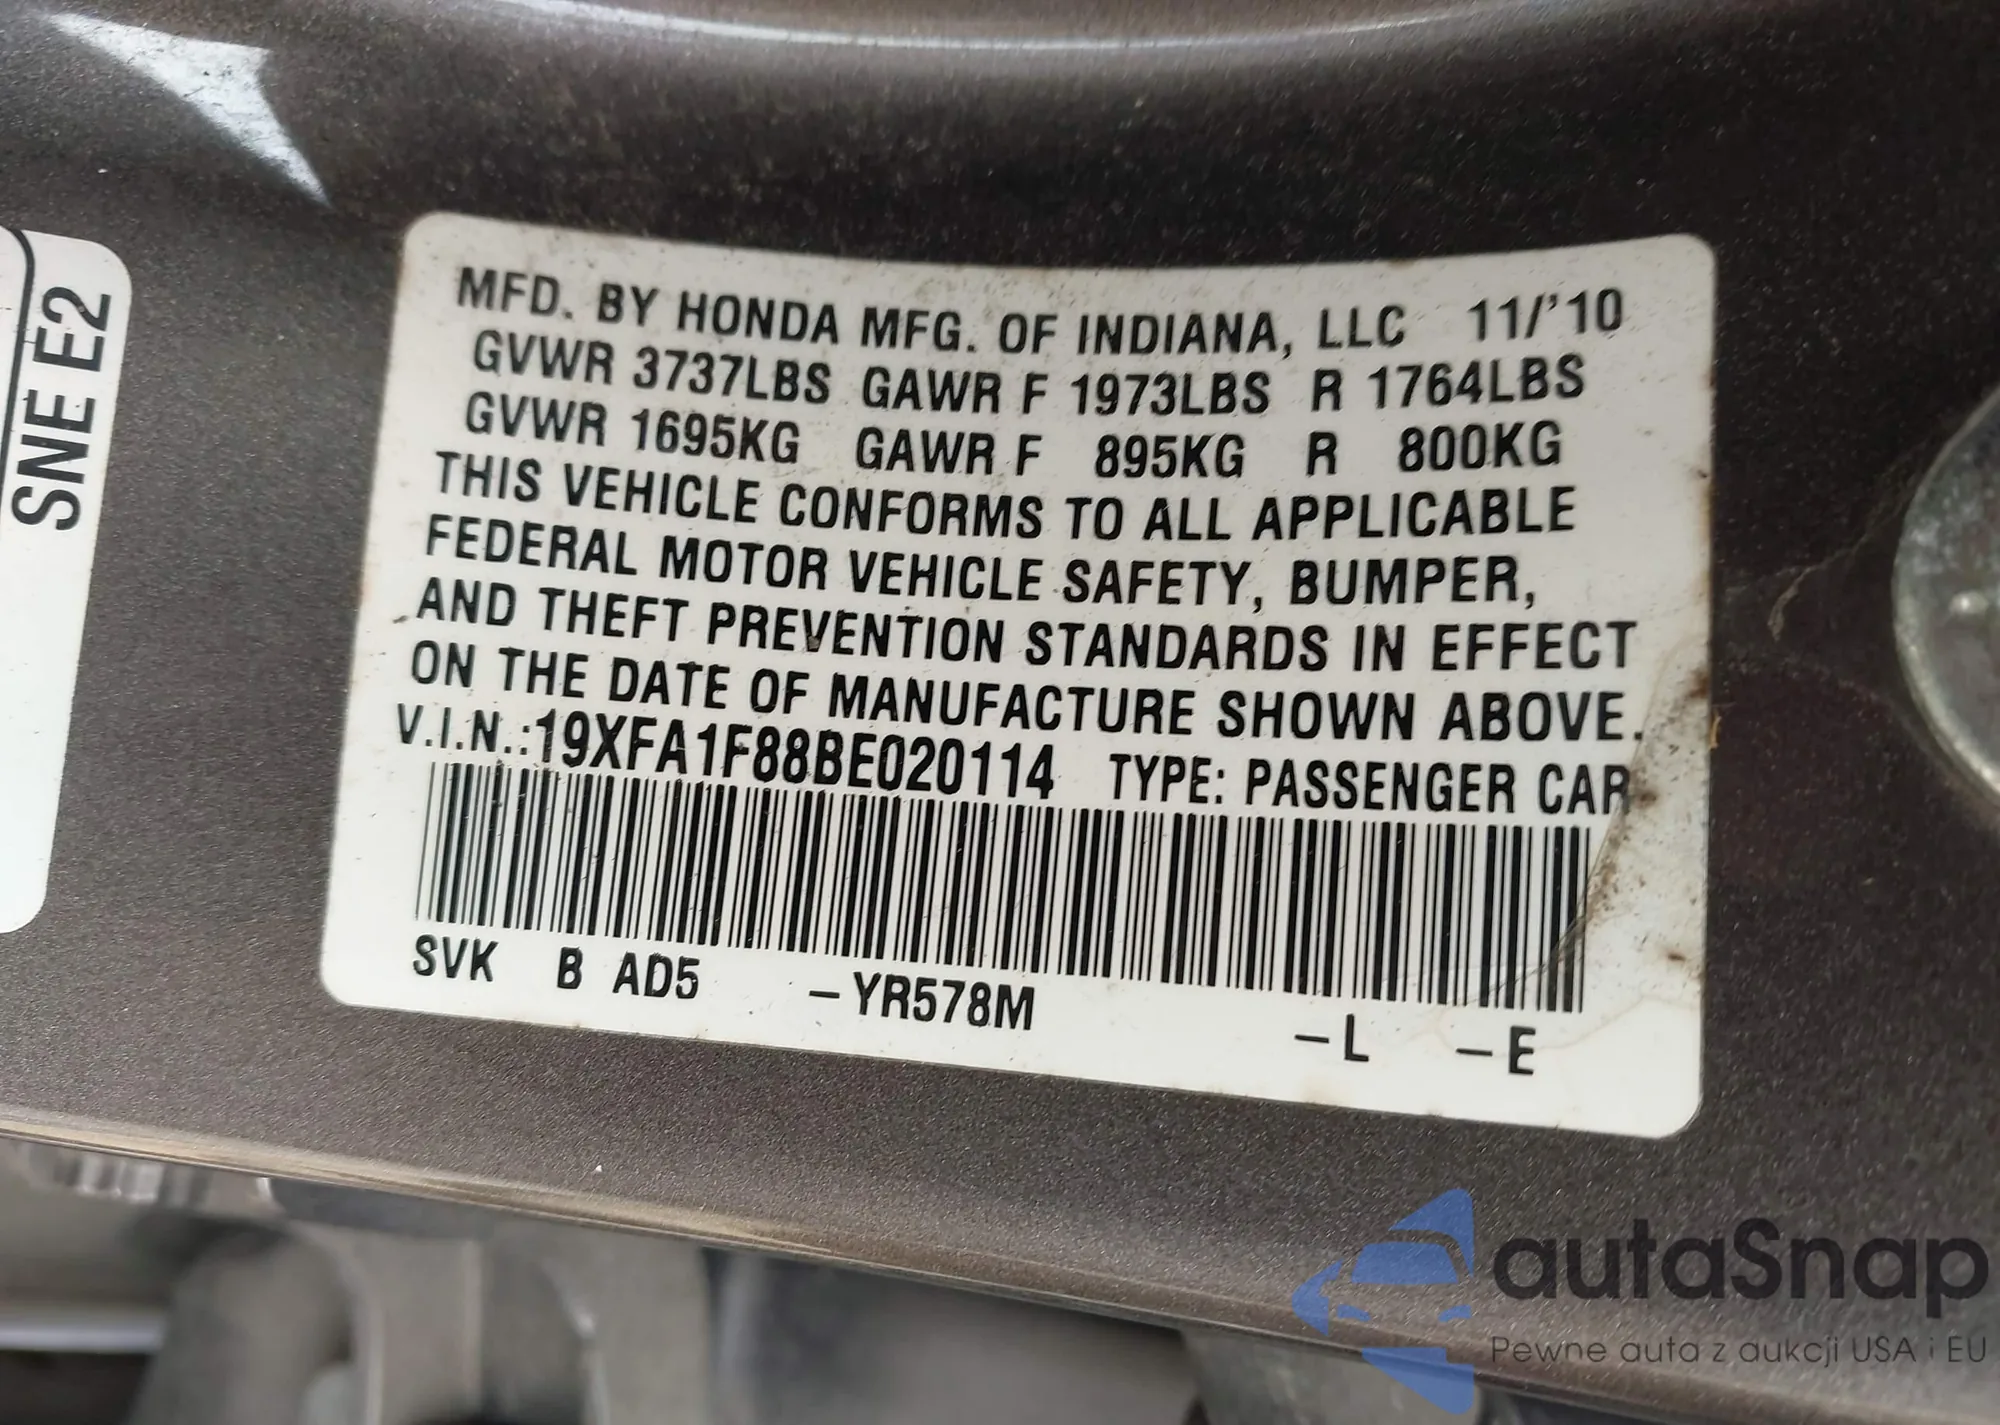 SNE E2
MFD. BY HONDA MFG. OF INDIANA, LLC 11/'10
GVWR 3737LBS GAWR F 1973LBS R 1764LBS
GVWR 1695KG GAWR F 895KG R 800KG
THIS VEHICLE CONFORMS TO ALL APPLICABLE
FEDERAL MOTOR VEHICLE SAFETY, BUMPER,
AND THEFT PREVENTION STANDARDS IN EFFECT
ON THE DATE OF MANUFACTURE SHOWN ABOVE.
V.I.N.:19XFA1F88BE020114 TYPE: PASSENGER CAR
SVK B AD5 -YR578M -L -E
autaSnap
Pewne auta z aukcji USA i EU